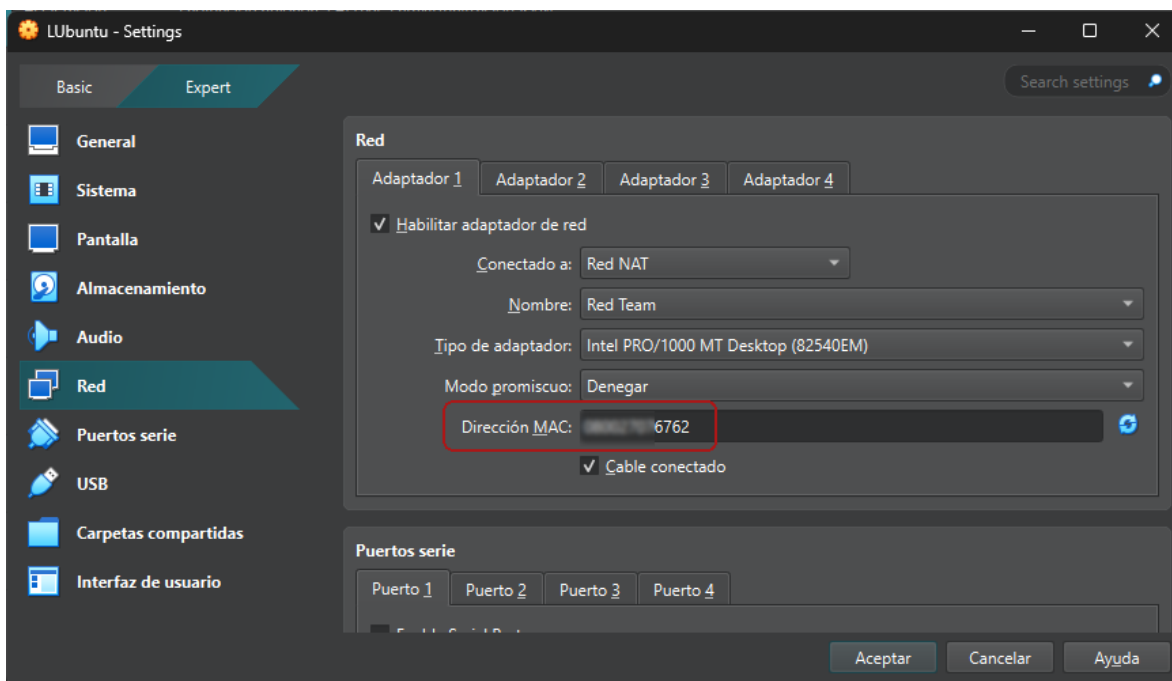 LUbuntu - Settings
Basic Expert Search settings
General
Sistema
Pantalla
Almacenamiento
Audio
Red
Puertos serie
USB
Carpetas compartidas
Interfaz de usuario
Red
Adaptador 1 Adaptador 2 Adaptador 3 Adaptador 4
Habilitar adaptador de red
Conectado a: Red NAT
Nombre: Red Team
Tipo de adaptador: Intel PRO/1000 MT Desktop (82540EM)
Modo promiscuo: Denegar
Dirección MAC: 6762
Cable conectado
Puertos serie
Puerto 1 Puerto 2 Puerto 3 Puerto 4
Aceptar Cancelar Ayuda